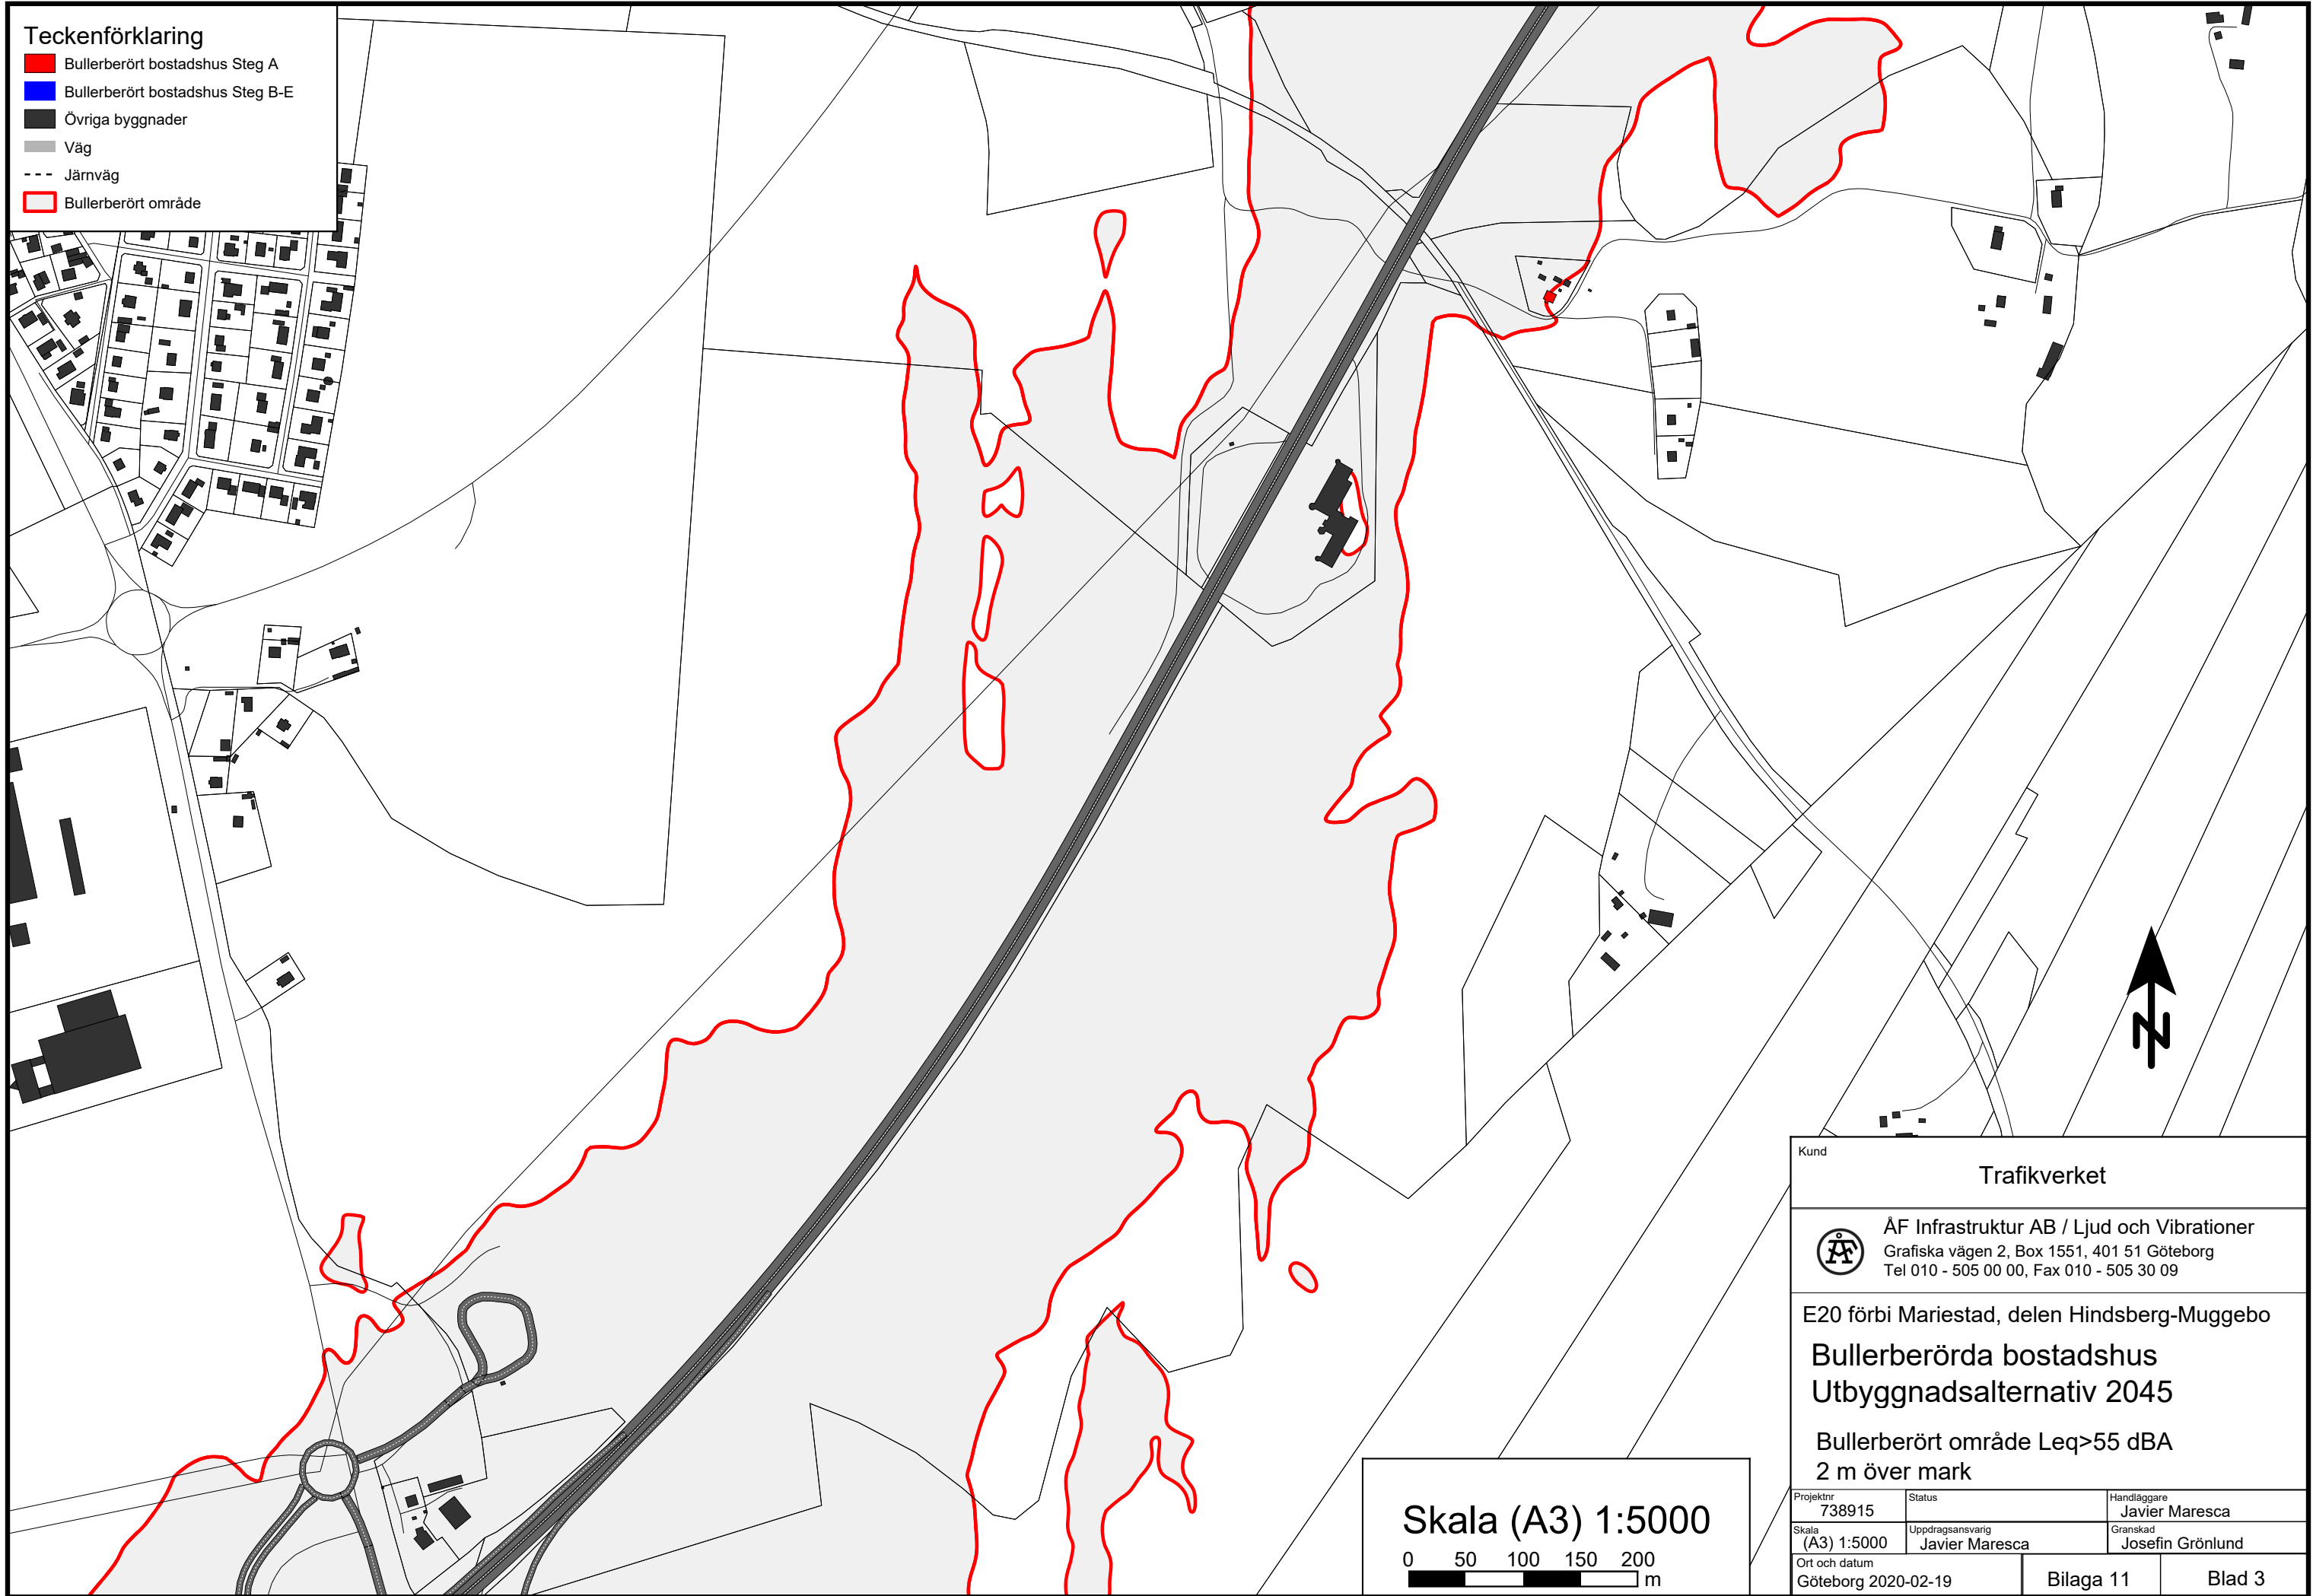 Teckenförklaring
Bullerberört bostadshus Steg A
Bullerberört bostadshus Steg B-E
Övriga byggnader
Väg
Järnväg
Bullerberört område
N
Skala (A3) 1:5000
0 50 100 150 200
m
Kund
Trafikverket
ÅF
ÅF Infrastruktur AB / Ljud och Vibrationer
Grafiska vägen 2, Box 1551, 401 51 Göteborg
Tel 010 - 505 00 00, Fax 010 - 505 30 09
E20 förbi Mariestad, delen Hindsberg-Muggebo
Bullerberörda bostadshus
Utbyggnadsalternativ 2045
Bullerberört område Leq>55 dBA
2 m över mark
Projektnr
738915
Status
Handläggare
Javier Maresca
Skala
(A3) 1:5000
Uppdragsansvarig
Javier Maresca
Granskad
Josefin Grönlund
Ort och datum
Göteborg 2020-02-19
Bilaga 11
Blad 3